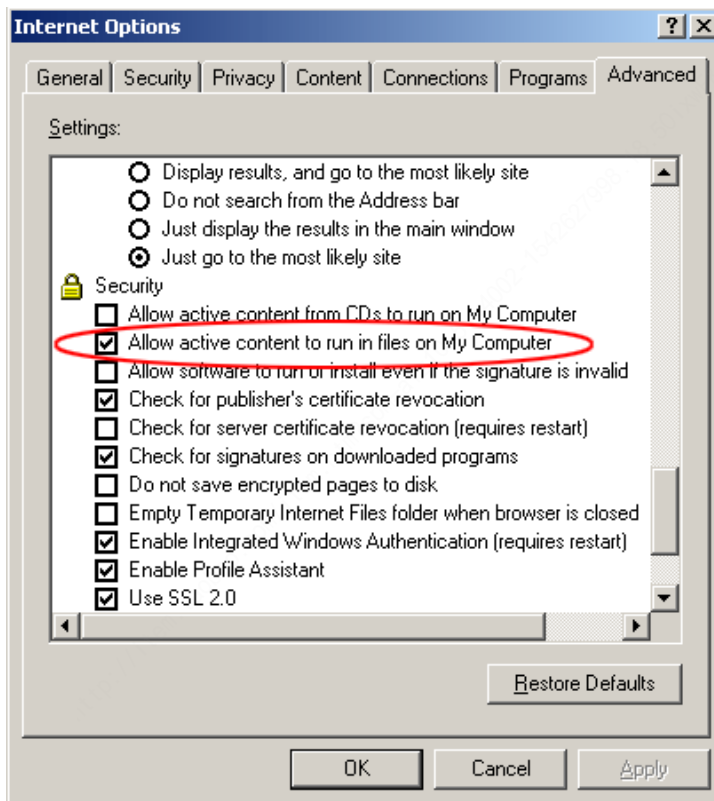 Internet Options
General Security Privacy Content Connections Programs Advanced
Settings:
Display results, and go to the most likely site
Do not search from the Address bar
Just display the results in the main window
Just go to the most likely site
Security
Allow active content from CDs to run on My Computer
Allow active content to run in files on My Computer
Allow software to run or install even if the signature is invalid
Check for publisher's certificate revocation
Check for server certificate revocation (requires restart)
Check for signatures on downloaded programs
Do not save encrypted pages to disk
Empty Temporary Internet Files folder when browser is closed
Enable Integrated Windows Authentication (requires restart)
Enable Profile Assistant
Use SSL 2.0
Restore Defaults
OK Cancel Apply